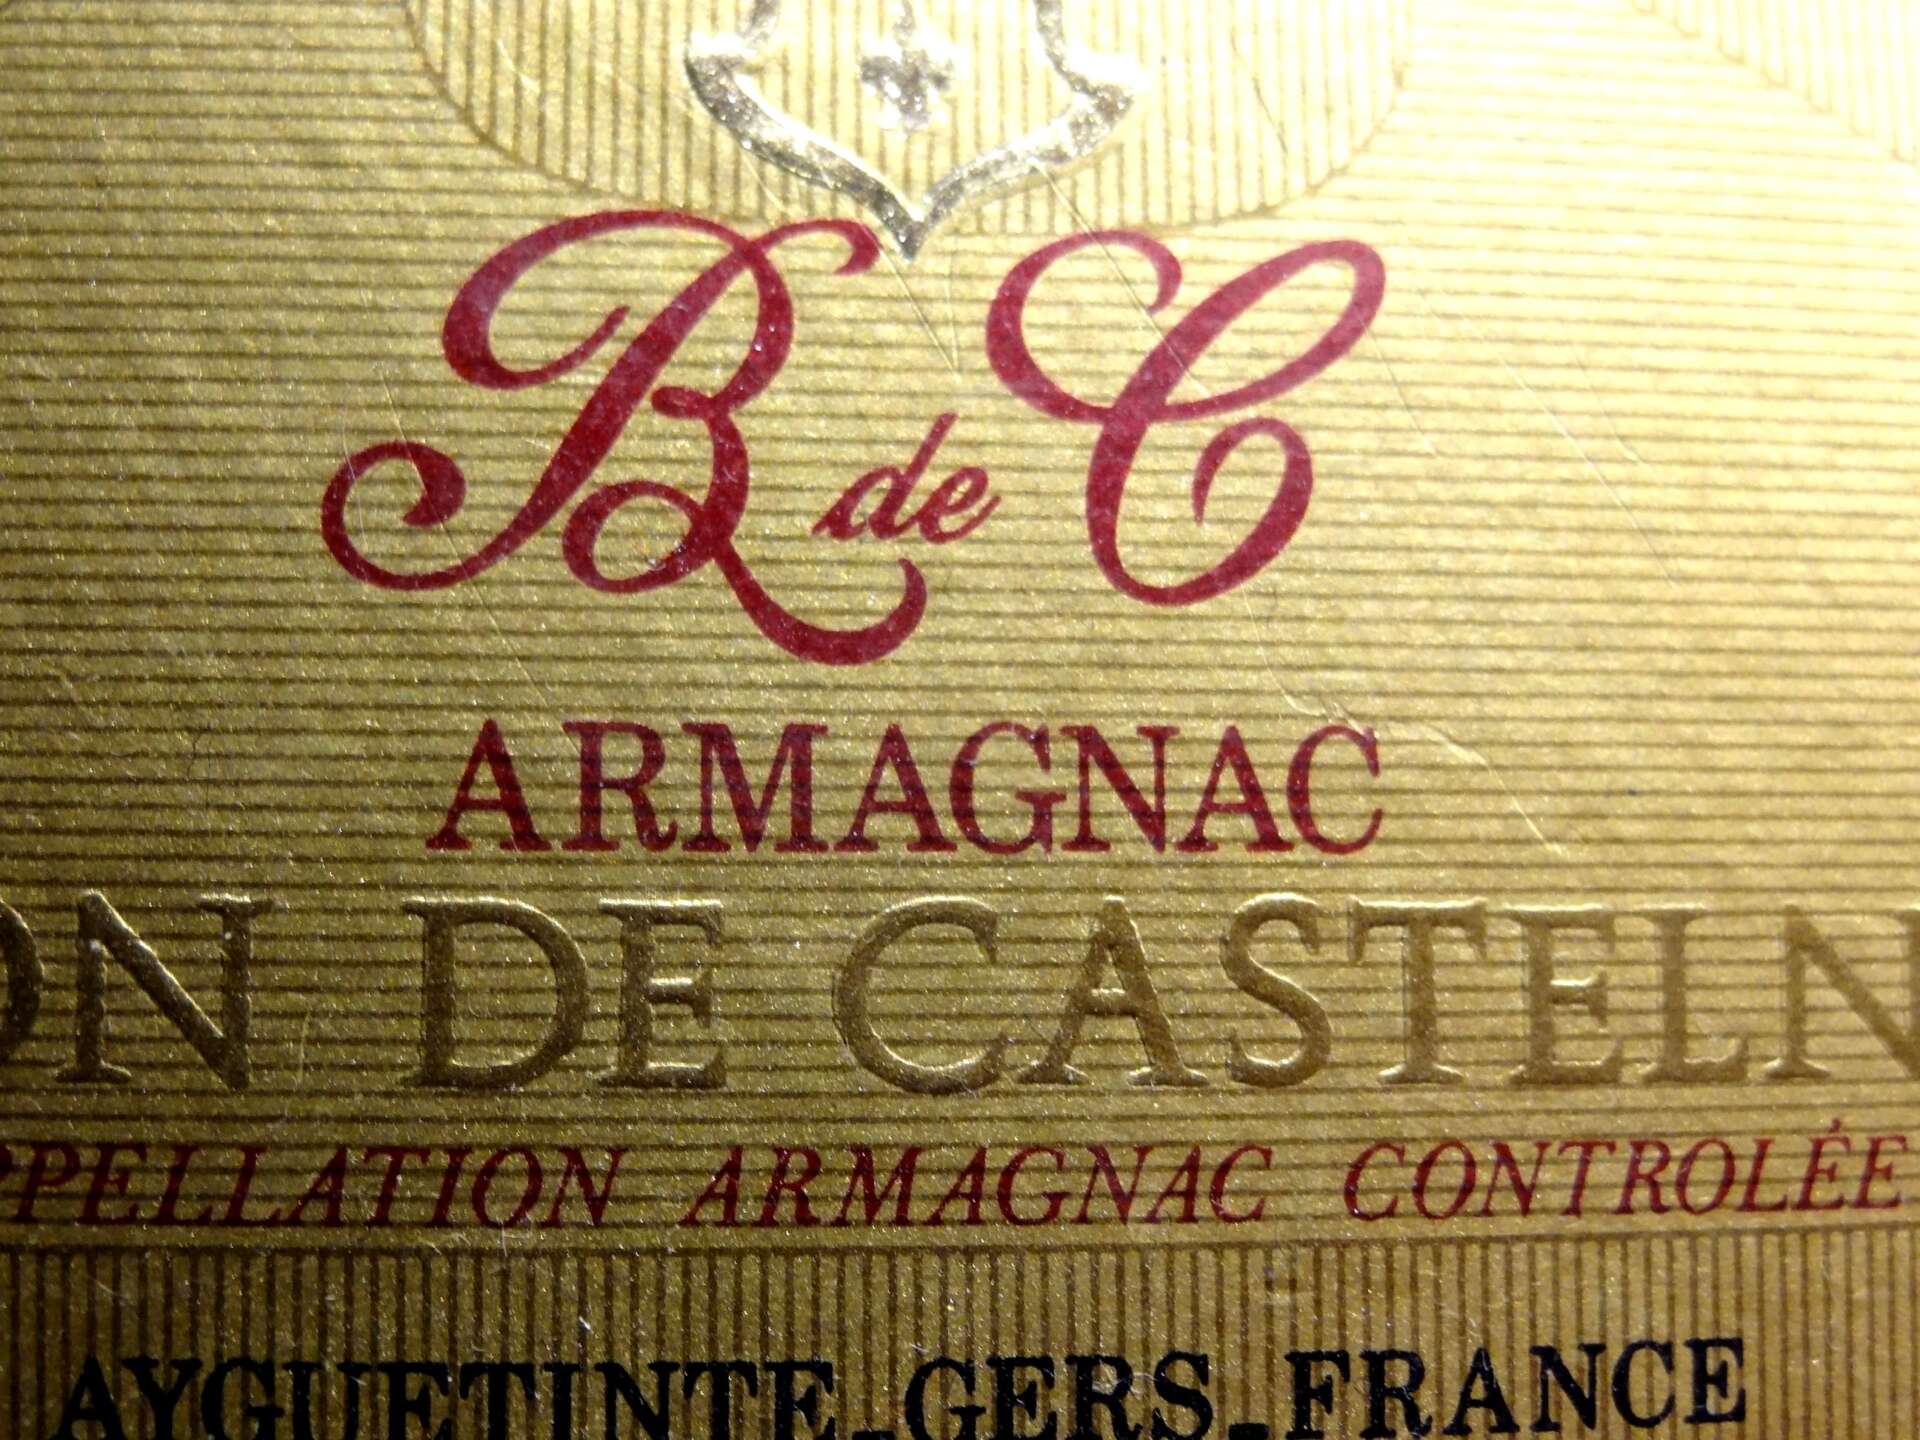 B de C
ARMAGNAC
ON DE CASTELN
PPELLATION ARMAGNAC CONTROLÉE
AYGUETINTE-GERS-FRANCE